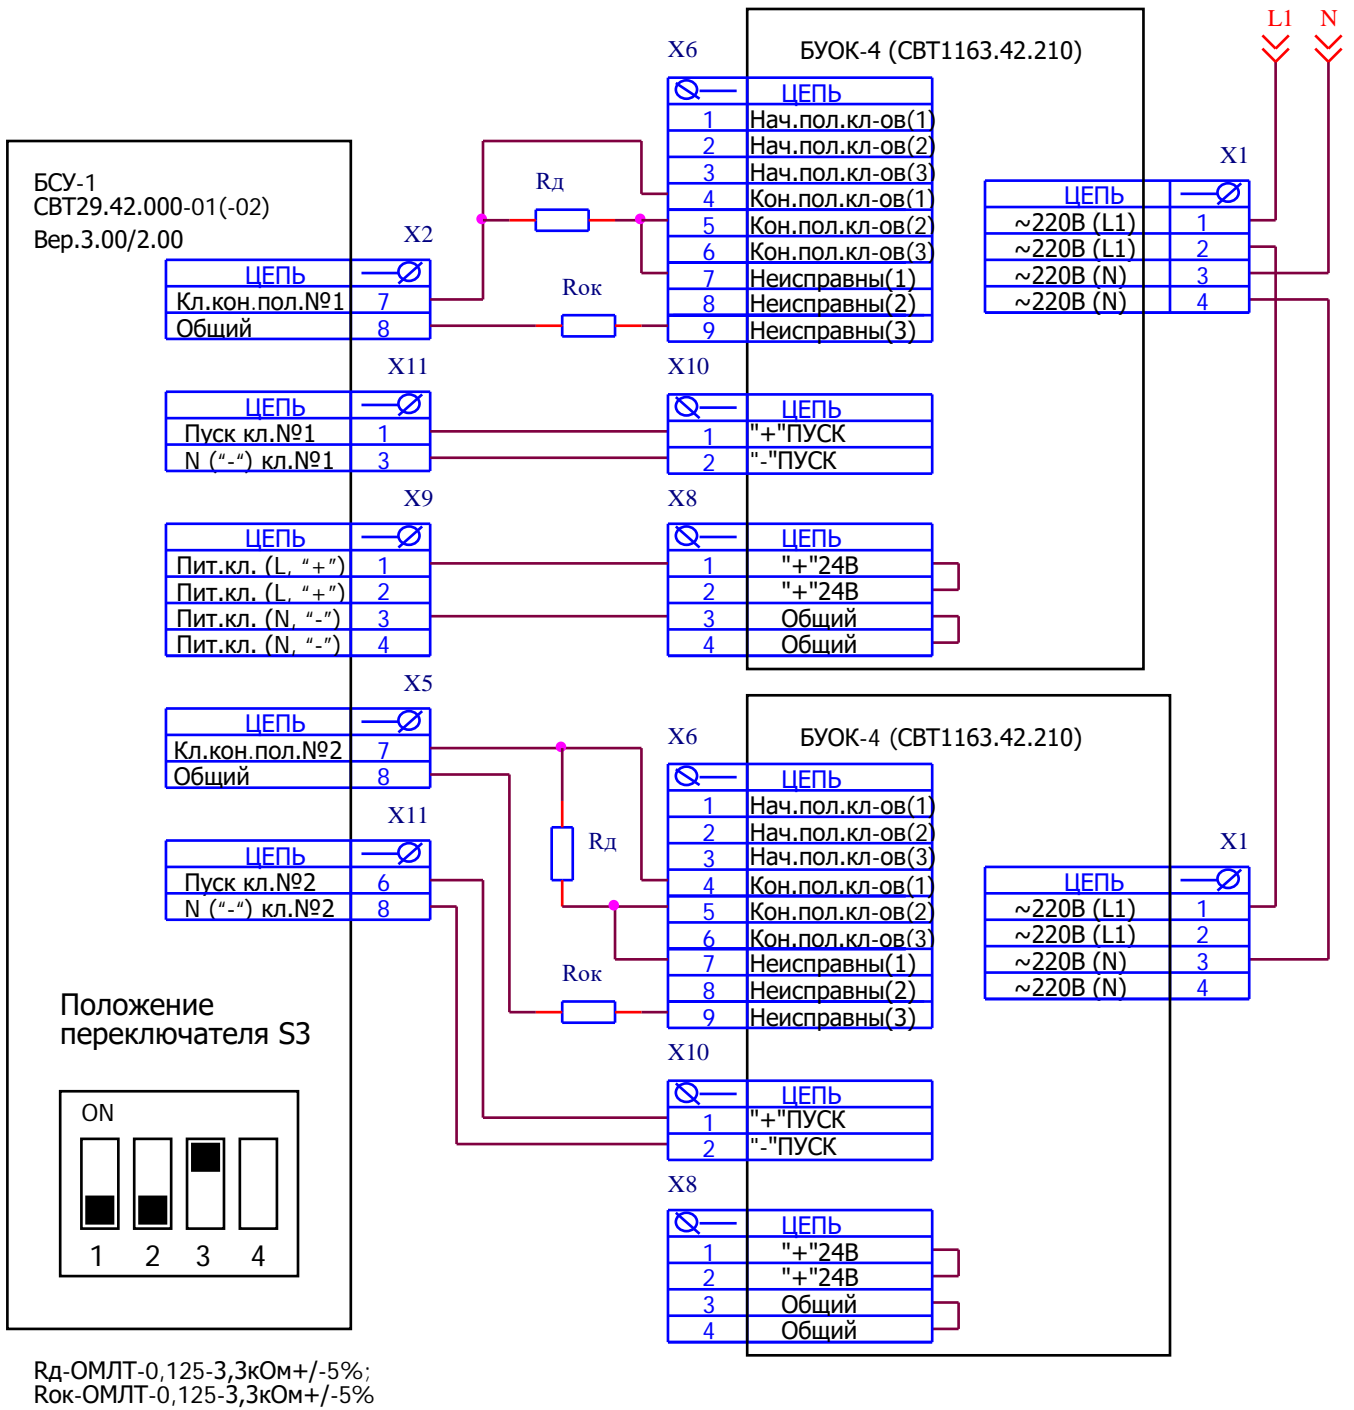 L1 N
X6
БУОК-4 (СВТ1163.42.210)
ЦЕПЬ
1 Нач.пол.кл-ов(1)
2 Нач.пол.кл-ов(2)
3 Нач.пол.кл-ов(3)
4 Кон.пол.кл-ов(1)
5 Кон.пол.кл-ов(2)
6 Кон.пол.кл-ов(3)
7 Неисправны(1)
8 Неисправны(2)
9 Неисправны(3)
X1
ЦЕПЬ
~220В (L1) 1
~220В (L1) 2
~220В (N) 3
~220В (N) 4
БСУ-1
СВТ29.42.000-01(-02)
Вер.3.00/2.00
Rд
Rок
X2
ЦЕПЬ
Кл.кон.пол.№1 7
Общий 8
X11
ЦЕПЬ
Пуск кл.№1 1
N (“-“) кл.№1 3
X10
ЦЕПЬ
1 "+"ПУСК
2 "-"ПУСК
X9
ЦЕПЬ
Пит.кл. (L, “+”) 1
Пит.кл. (L, “+”) 2
Пит.кл. (N, “-”) 3
Пит.кл. (N, “-”) 4
X8
ЦЕПЬ
1 "+"24В
2 "+"24В
3 Общий
4 Общий
X5
ЦЕПЬ
Кл.кон.пол.№2 7
Общий 8
X11
ЦЕПЬ
Пуск кл.№2 6
N (“-“) кл.№2 8
X6
БУОК-4 (СВТ1163.42.210)
ЦЕПЬ
1 Нач.пол.кл-ов(1)
2 Нач.пол.кл-ов(2)
3 Нач.пол.кл-ов(3)
4 Кон.пол.кл-ов(1)
5 Кон.пол.кл-ов(2)
6 Кон.пол.кл-ов(3)
7 Неисправны(1)
8 Неисправны(2)
9 Неисправны(3)
Rд
Rок
X1
ЦЕПЬ
~220В (L1) 1
~220В (L1) 2
~220В (N) 3
~220В (N) 4
X10
ЦЕПЬ
1 "+"ПУСК
2 "-"ПУСК
X8
ЦЕПЬ
1 "+"24В
2 "+"24В
3 Общий
4 Общий
Положение
переключателя S3
ON
1 2 3 4
Rд-ОМЛТ-0,125-3,3кОм+/-5%;
Rок-ОМЛТ-0,125-3,3кОм+/-5%